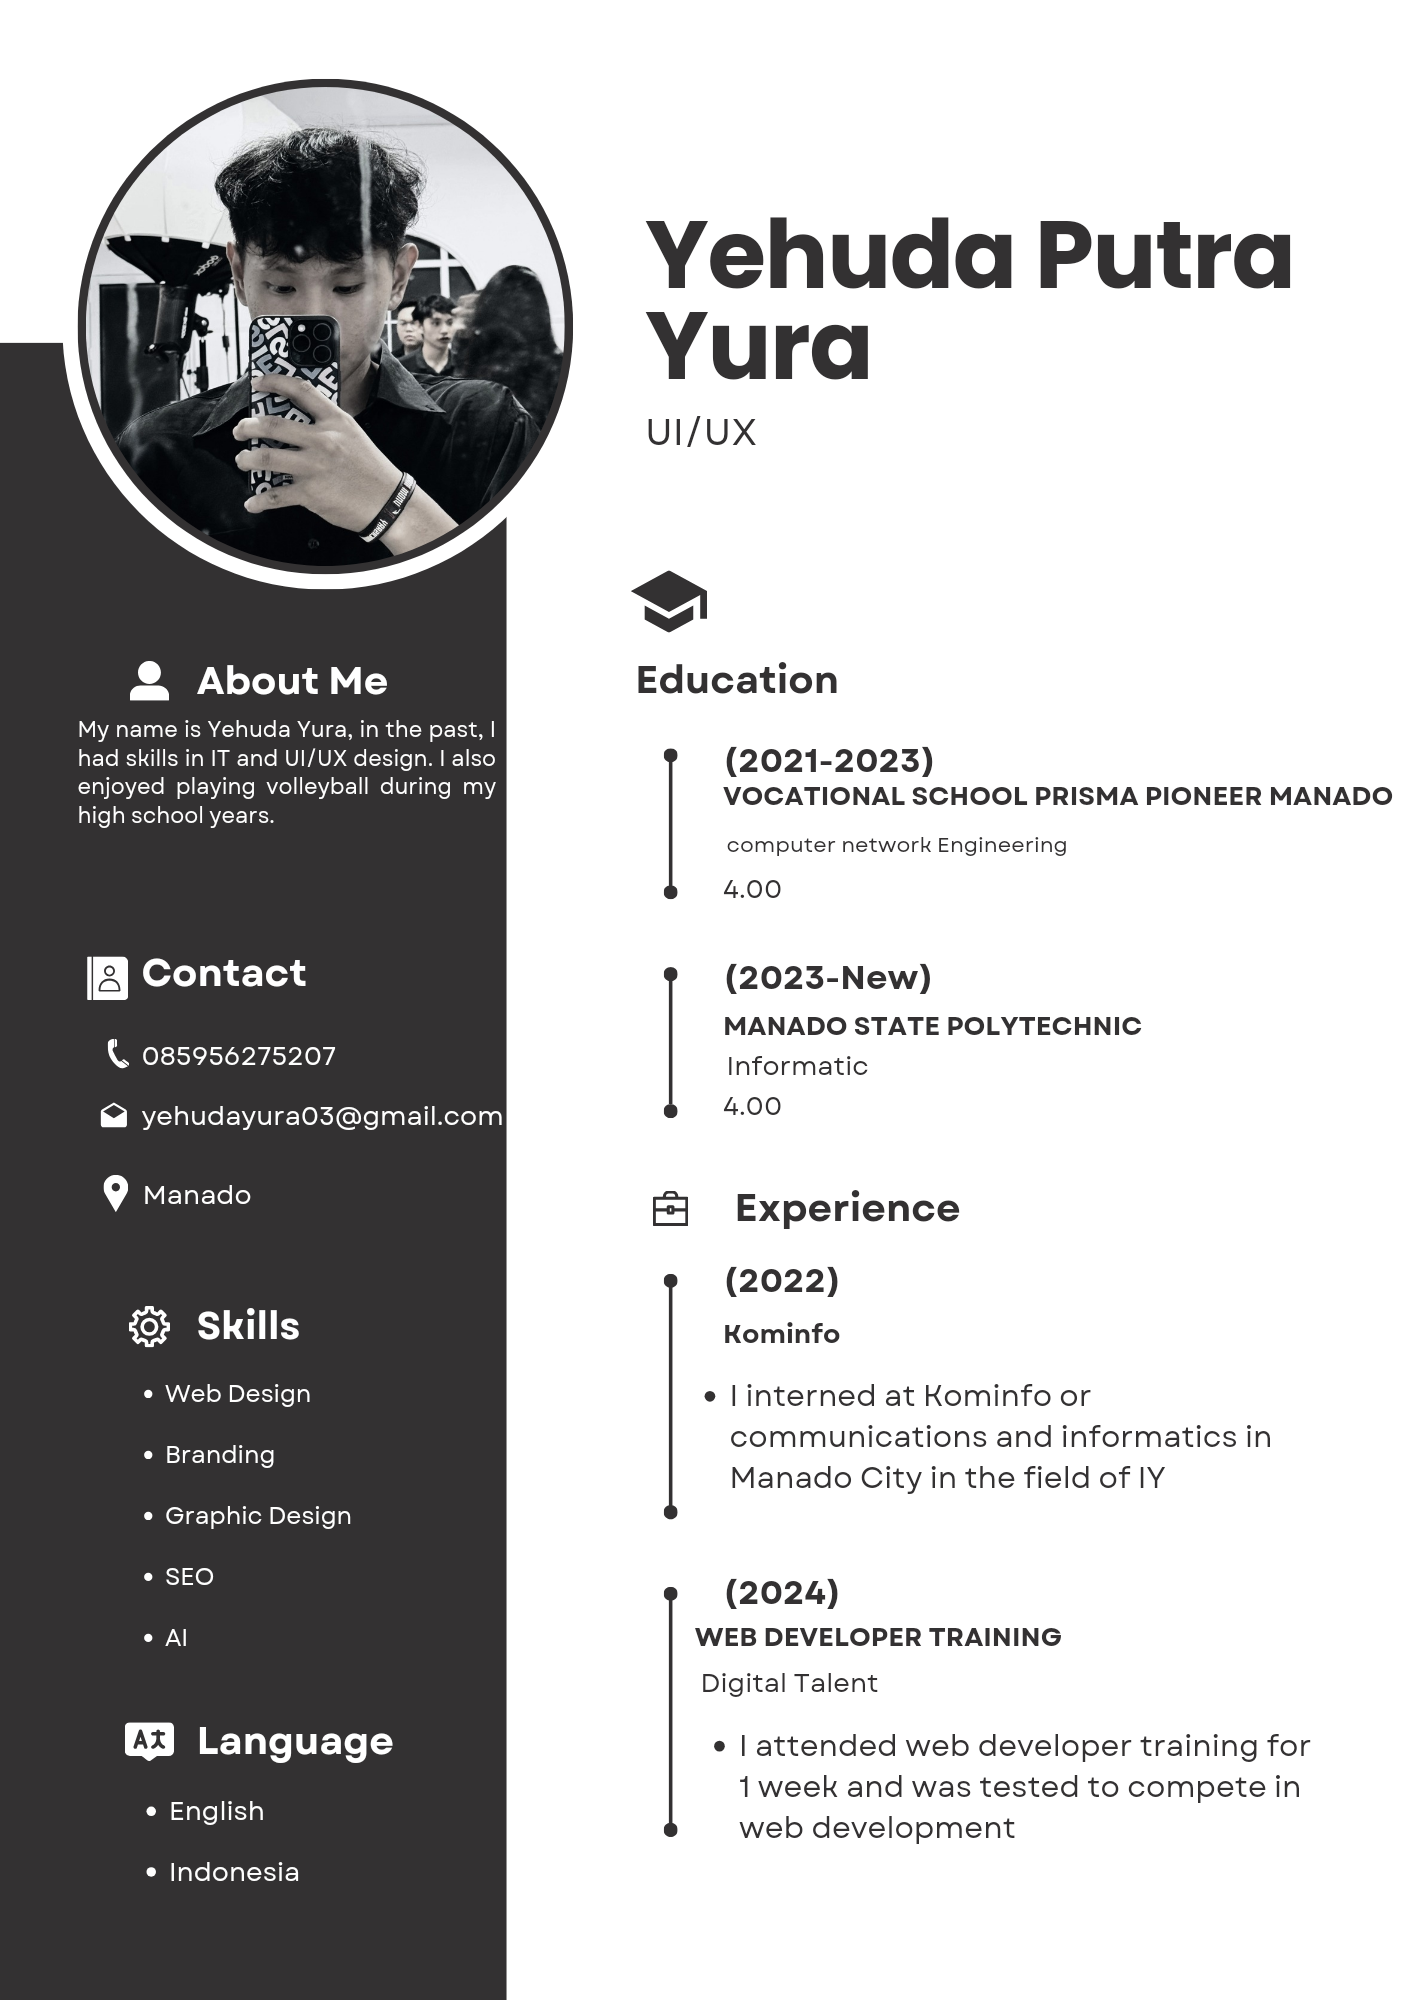 Yehuda Putra
Yura
UI/UX
About Me
My name is Yehuda Yura, in the past, I
had skills in IT and UI/UX design. I also
enjoyed playing volleyball during my
high school years.
Contact
085956275207
yehudayura03@gmail.com
Manado
Skills
• Web Design
• Branding
• Graphic Design
• SEO
• AI
Language
• English
• Indonesia
Education
(2021-2023)
VOCATIONAL SCHOOL PRISMA PIONEER MANADO
computer network Engineering
4.00
(2023-New)
MANADO STATE POLYTECHNIC
Informatic
4.00
Experience
(2022)
Kominfo
• I interned at Kominfo or
communications and informatics in
Manado City in the field of IY
(2024)
WEB DEVELOPER TRAINING
Digital Talent
• I attended web developer training for
1 week and was tested to compete in
web development